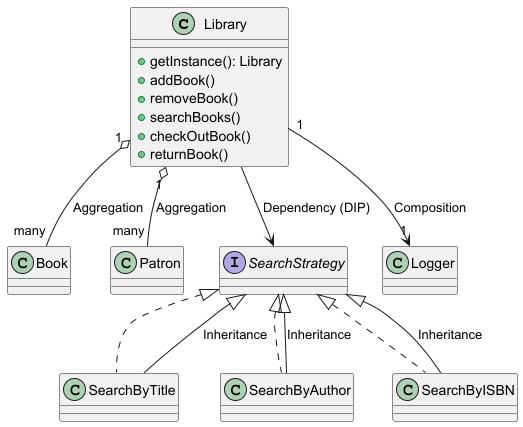 C Library
getInstance(): Library
addBook()
removeBook()
searchBooks()
checkOutBook()
returnBook()
1
1
1
Aggregation
Aggregation
Dependency (DIP)
Composition
many
many
1
C Book
C Patron
I SearchStrategy
C Logger
Inheritance
Inheritance
Inheritance
C SearchByTitle
C SearchByAuthor
C SearchByISBN